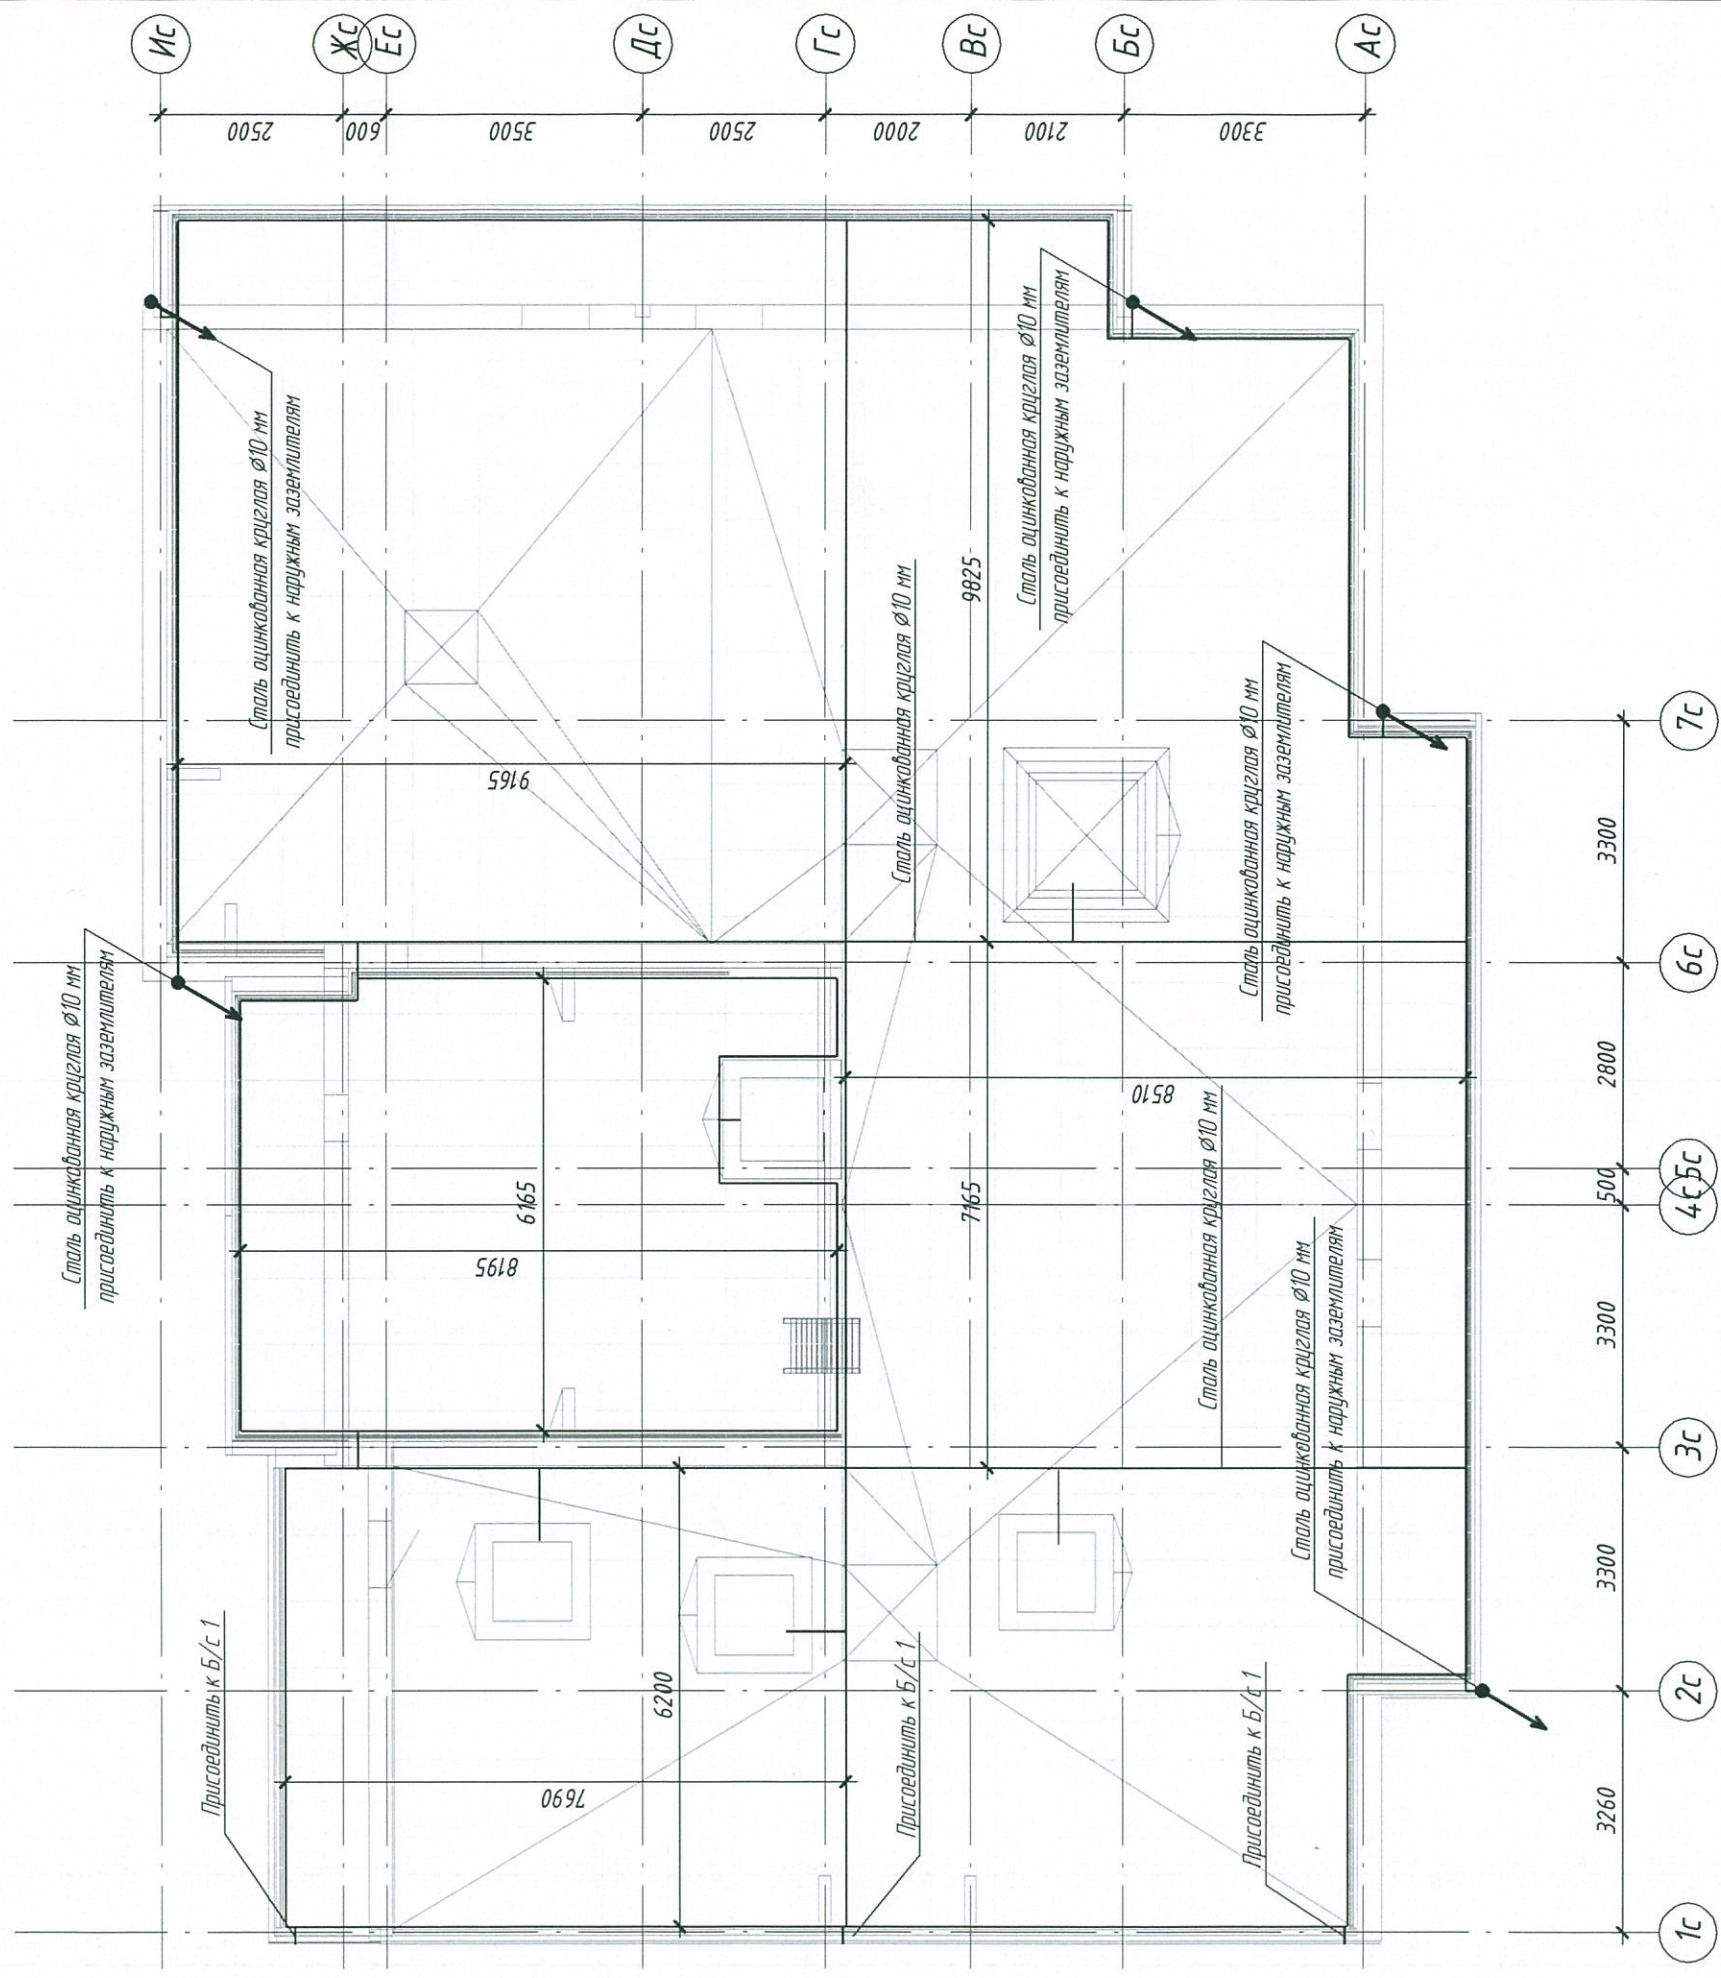 Ис
Жс
Ес
Дс
Гс
Вс
Бс
Ас
2500
600
3500
2500
2000
2100
3300
Сталь оцинкованная круглая Ø10 мм
присоединить к наружным заземлителям
Сталь оцинкованная круглая Ø10 мм
присоединить к наружным заземлителям
Сталь оцинкованная круглая Ø10 мм
9825
9165
Сталь оцинкованная круглая Ø10 мм
присоединить к наружным заземлителям
7с
3300
6с
Сталь оцинкованная круглая Ø10 мм
присоединить к наружным заземлителям
8510
2800
6165
8195
7165
Сталь оцинкованная круглая Ø10 мм
5с
500
4с
3300
Сталь оцинкованная круглая Ø10 мм
присоединить к наружным заземлителям
3с
3300
Присоединить к Б/с 1
6200
Присоединить к Б/с 1
Присоединить к Б/с 1
2с
7690
3260
1с